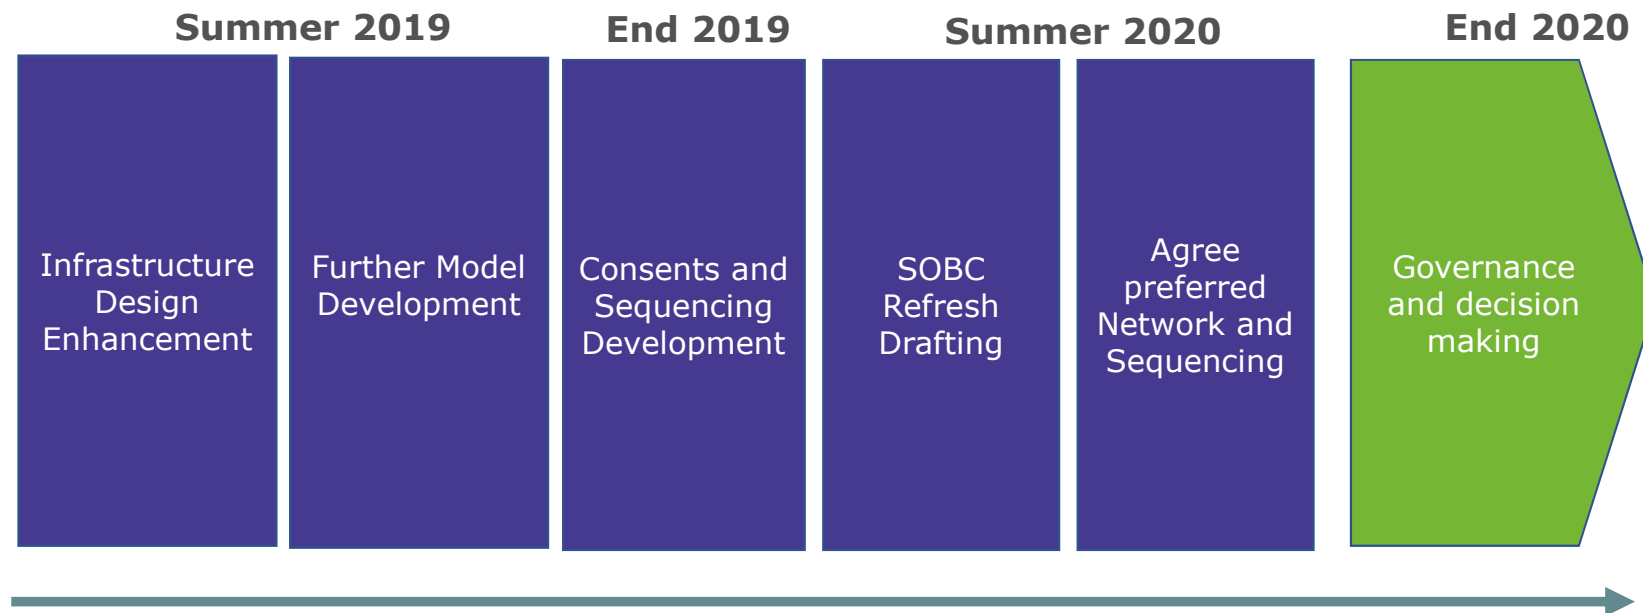 Summer 2019
End 2019
Summer 2020
End 2020
Infrastructure
Design
Enhancement
Further Model
Development
Consents and
Sequencing
Development
SOBC
Refresh
Drafting
Agree
preferred
Network and
Sequencing
Governance
and decision
making